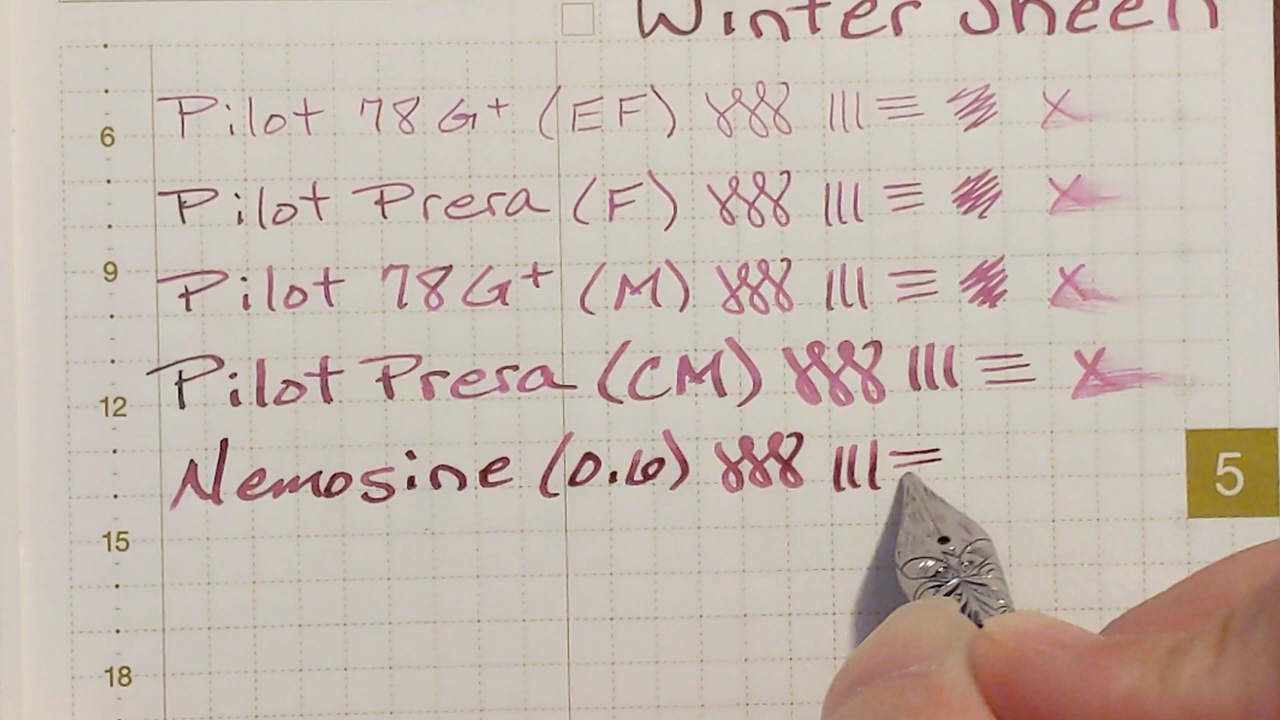 Winter Sheen
6 Pilot 78G+ (EF)
Pilot Presa (F)
9 Pilot 78G+ (M)
12 Pilot Presa (CM)
Nemosine (0.6)
5
15
18